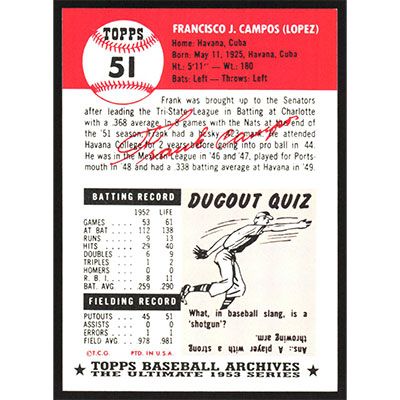 TOPPS
51
FRANCISCO J. CAMPOS (LOPEZ)
Home: Havana, Cuba
Born: May 11, 1925, Havana, Cuba
Ht.: 5'11" — Wt.: 180
Bats: Left — Throws: Left
Frank was brought up to the Senators
after leading the Tri-State League in Batting at Charlotte
with a .368 average. In 8 games with the Nats at the end of
the '51 season, Frank had a husky average. He attended
Havana College for 2 years before going into pro ball in '44.
He was in the Mexican League in '46 and '47, played for Ports-
mouth in '48 and had a .338 batting average at Havana in '49.
Frank Campos
BATTING RECORD
1952 LIFE
GAMES 53 61
AT BAT 112 138
RUNS 9 13
HITS 29 40
DOUBLES 6 9
TRIPLES 1 2
HOMERS 0 0
R. B. I. 8 11
BAT. AVG. .259 .290
FIELDING RECORD
PUTOUTS 45 51
ASSISTS 0 0
ERRORS 1 1
FIELD AVG. .978 .981
© T.C.G. PTD. IN U.S.A.
DUGOUT QUIZ
What, in baseball slang, is a
'shotgun'?
Ans.: A player with a strong
throwing arm.
★ TOPPS BASEBALL ARCHIVES ★
THE ULTIMATE 1953 SERIES